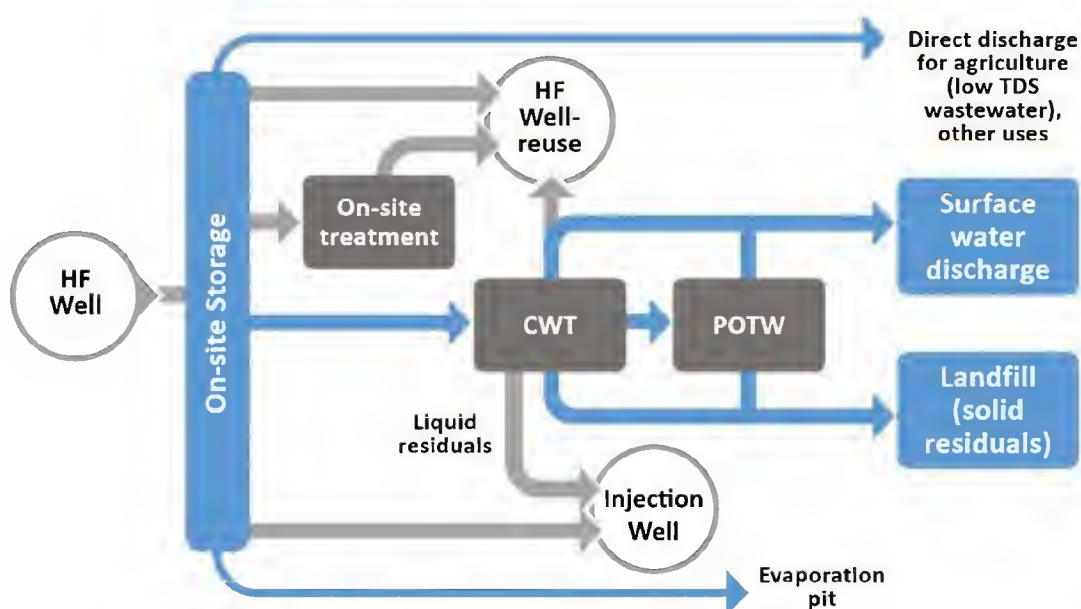 Direct discharge
for agriculture
(low TDS
wastewater),
other uses
HF
Well-
reuse
On-site
treatment
Surface
water
discharge
HF
Well
On-site Storage
CWT
POTW
Landfill
(solid
residuals)
Liquid
residuals
Injection
Well
Evaporation
pit